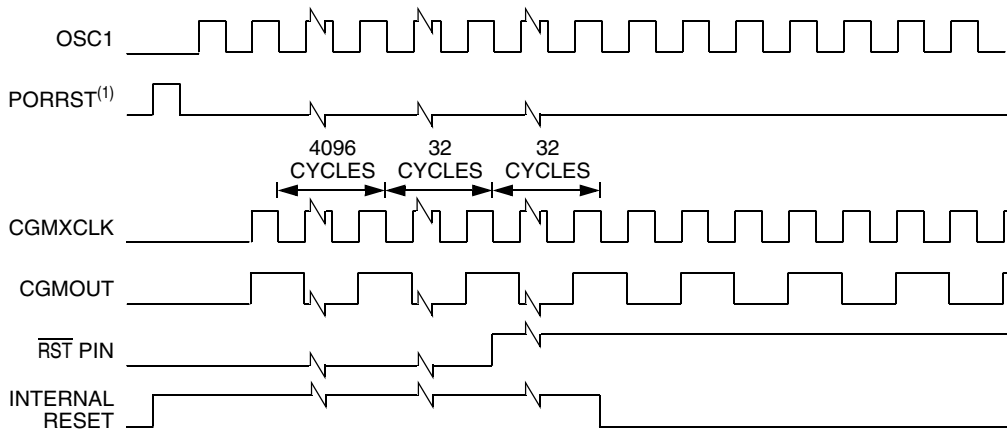 OSC1
PORRST(1)
4096
CYCLES
32
CYCLES
32
CYCLES
CGMXCLK
CGMOUT
RST PIN
INTERNAL
RESET